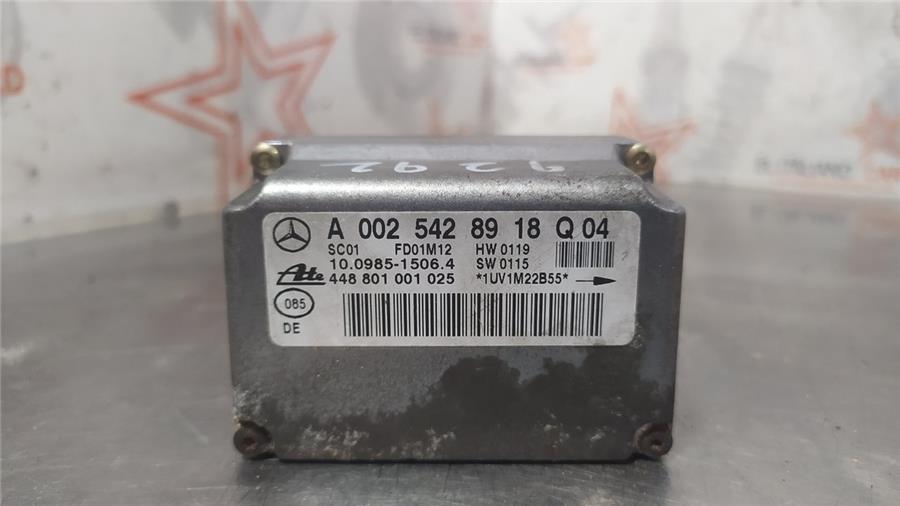 A 002 542 89 18 Q 04
SC01 FD01M12 HW 0119
10.0985-1506.4 SW 0115
Ate 448 801 001 025 *1UV1M22B55*
085
DE